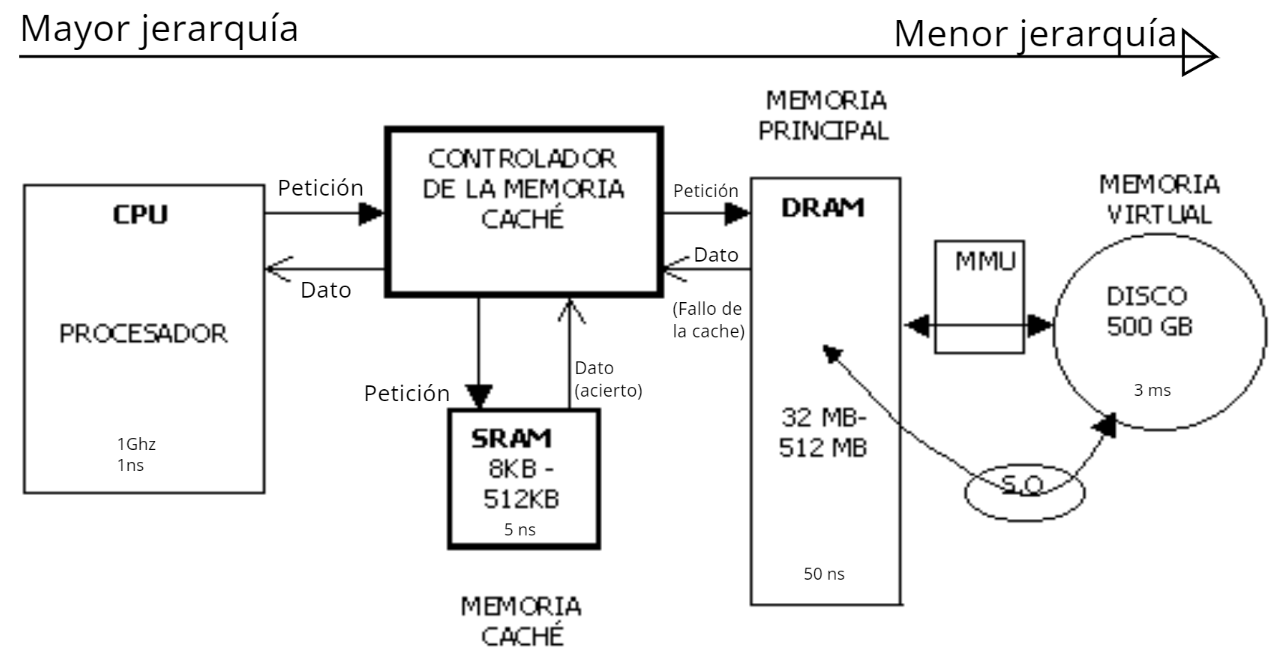 Mayor jerarquía
Menor jerarquía
MEMORIA
PRINCIPAL
CONTROLADOR
DE LA MEMORIA
CACHÉ
Petición
Petición
CPU
DRAM
MEMORIA
VIRTUAL
Dato
Dato
MMU
DISCO
500 GB
(Fallo de
la cache)
PROCESADOR
Petición
Dato
(acierto)
3 ms
32 MB-
512 MB
1Ghz
1ns
SRAM
8KB -
512KB
5 ns
S.O
50 ns
MEMORIA
CACHÉ